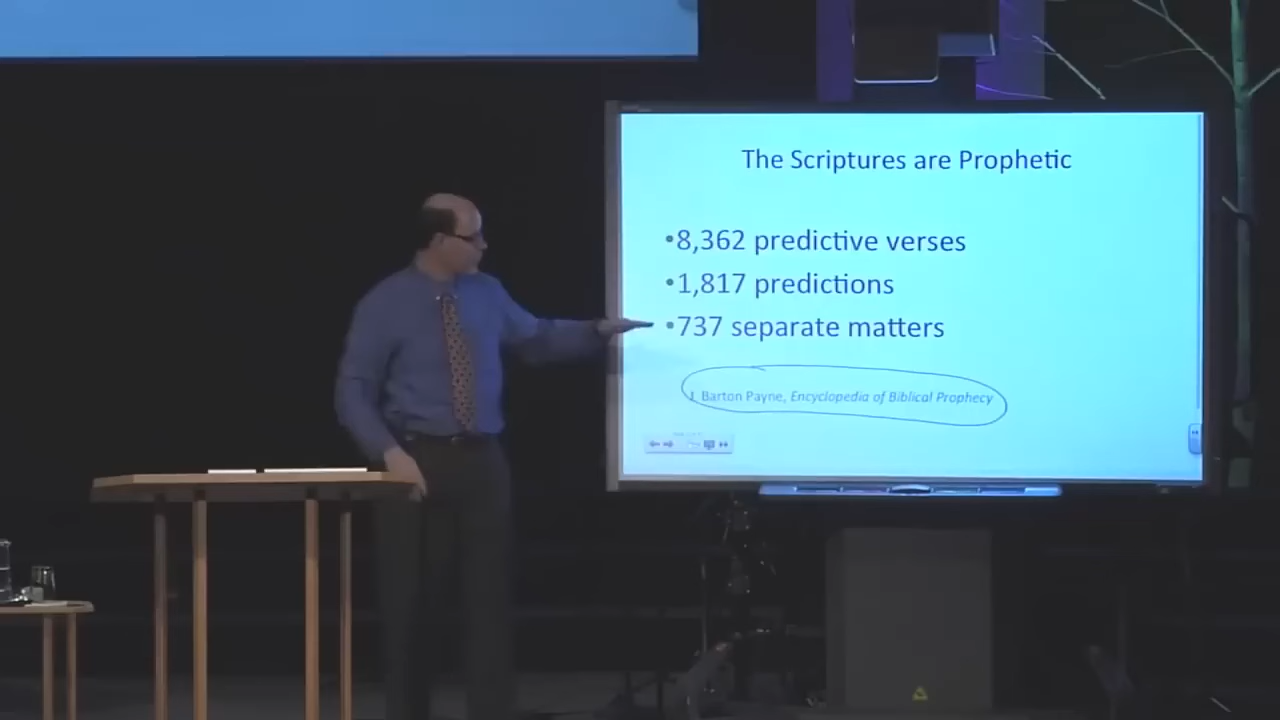 The Scriptures are Prophetic
•8,362 predictive verses
•1,817 predictions
•737 separate matters
J. Barton Payne, Encyclopedia of Biblical Prophecy